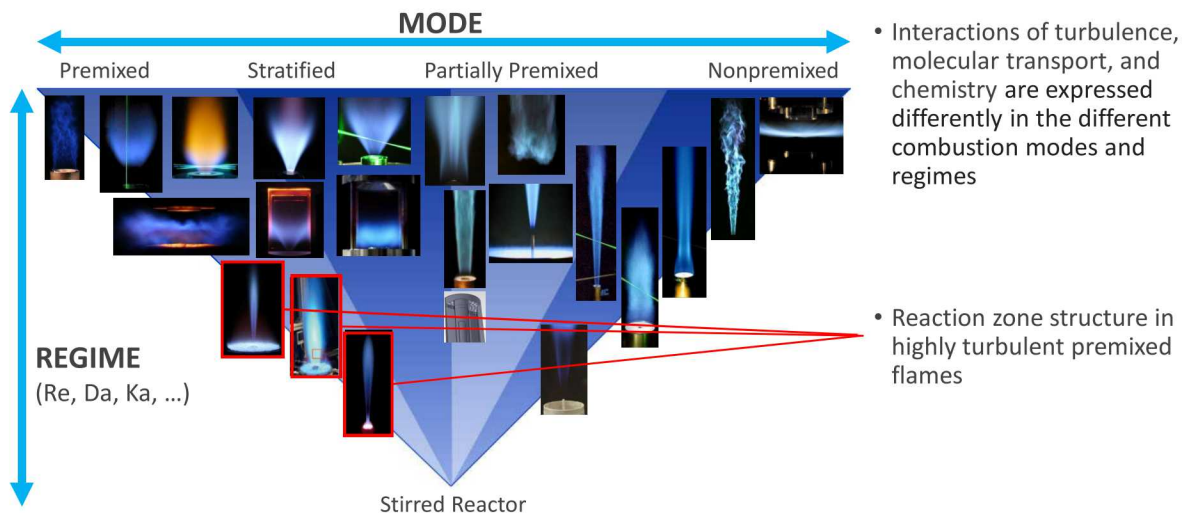 MODE
Premixed
Stratified
Partially Premixed
Nonpremixed
REGIME
(Re, Da, Ka, …)
Stirred Reactor
• Interactions of turbulence,
molecular transport, and
chemistry are expressed
differently in the different
combustion modes and
regimes
• Reaction zone structure in
highly turbulent premixed
flames